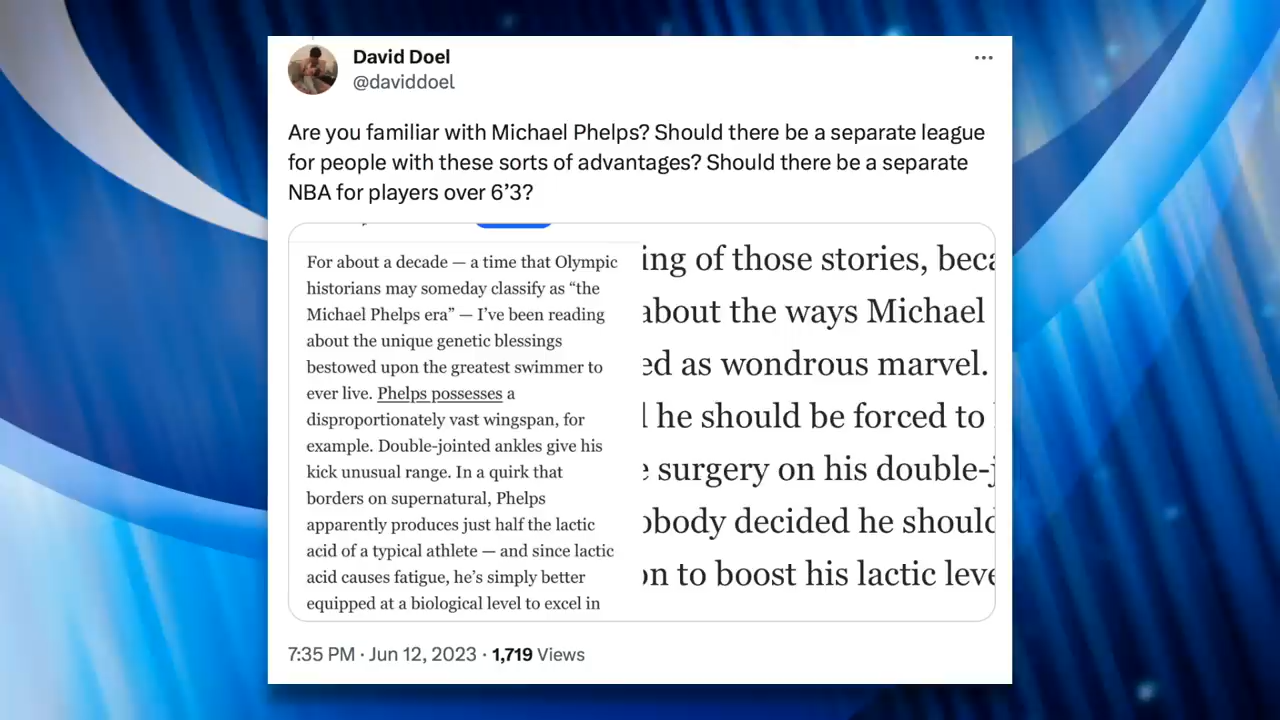 David Doel
@daviddoel
Are you familiar with Michael Phelps? Should there be a separate league
for people with these sorts of advantages? Should there be a separate
NBA for players over 6’3?
For about a decade — a time that Olympic
historians may someday classify as “the
Michael Phelps era” — I’ve been reading
about the unique genetic blessings
bestowed upon the greatest swimmer to
ever live. Phelps possesses a
disproportionately vast wingspan, for
example. Double-jointed ankles give his
kick unusual range. In a quirk that
borders on supernatural, Phelps
apparently produces just half the lactic
acid of a typical athlete — and since lactic
acid causes fatigue, he’s simply better
equipped at a biological level to excel in
ing of those stories, beca
about the ways Michael
ed as wondrous marvel.
he should be forced to
surgery on his double-j
obody decided he should
on to boost his lactic leve
7:35 PM · Jun 12, 2023 · 1,719 Views